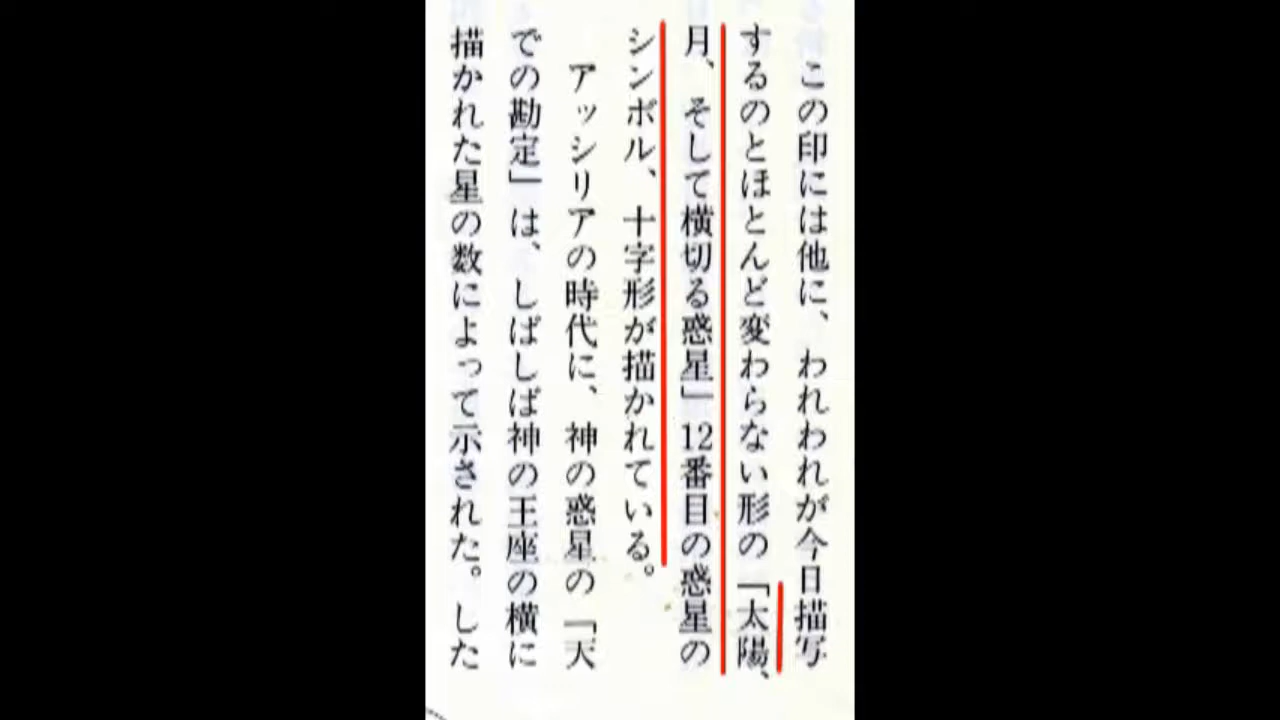 この印には他に、われわれが今日描写
するのとほとんど変わらない形の「太陽、
月、そして横切る惑星」12番目の惑星の
シンボル、十字形が描かれている。
アッシリアの時代に、神の惑星の「天
での勘定」は、しばしば神の王座の横に
描かれた星の数によって示された。した